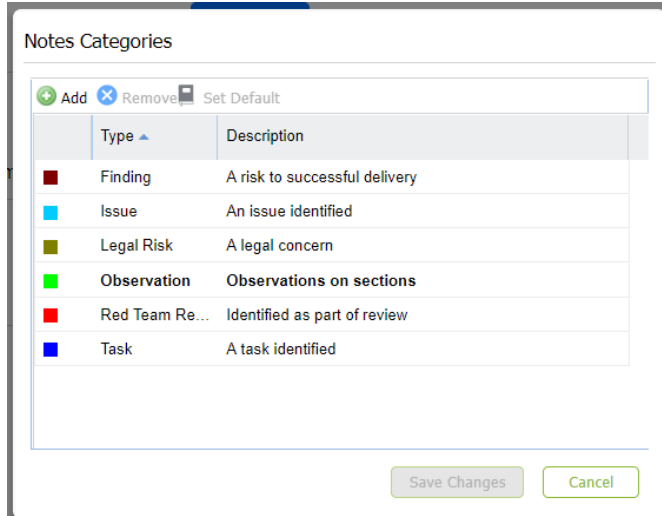 Notes Categories
Add Remove Set Default
Type Description
Finding A risk to successful delivery
Issue An issue identified
Legal Risk A legal concern
Observation Observations on sections
Red Team Re... Identified as part of review
Task A task identified
Save Changes Cancel